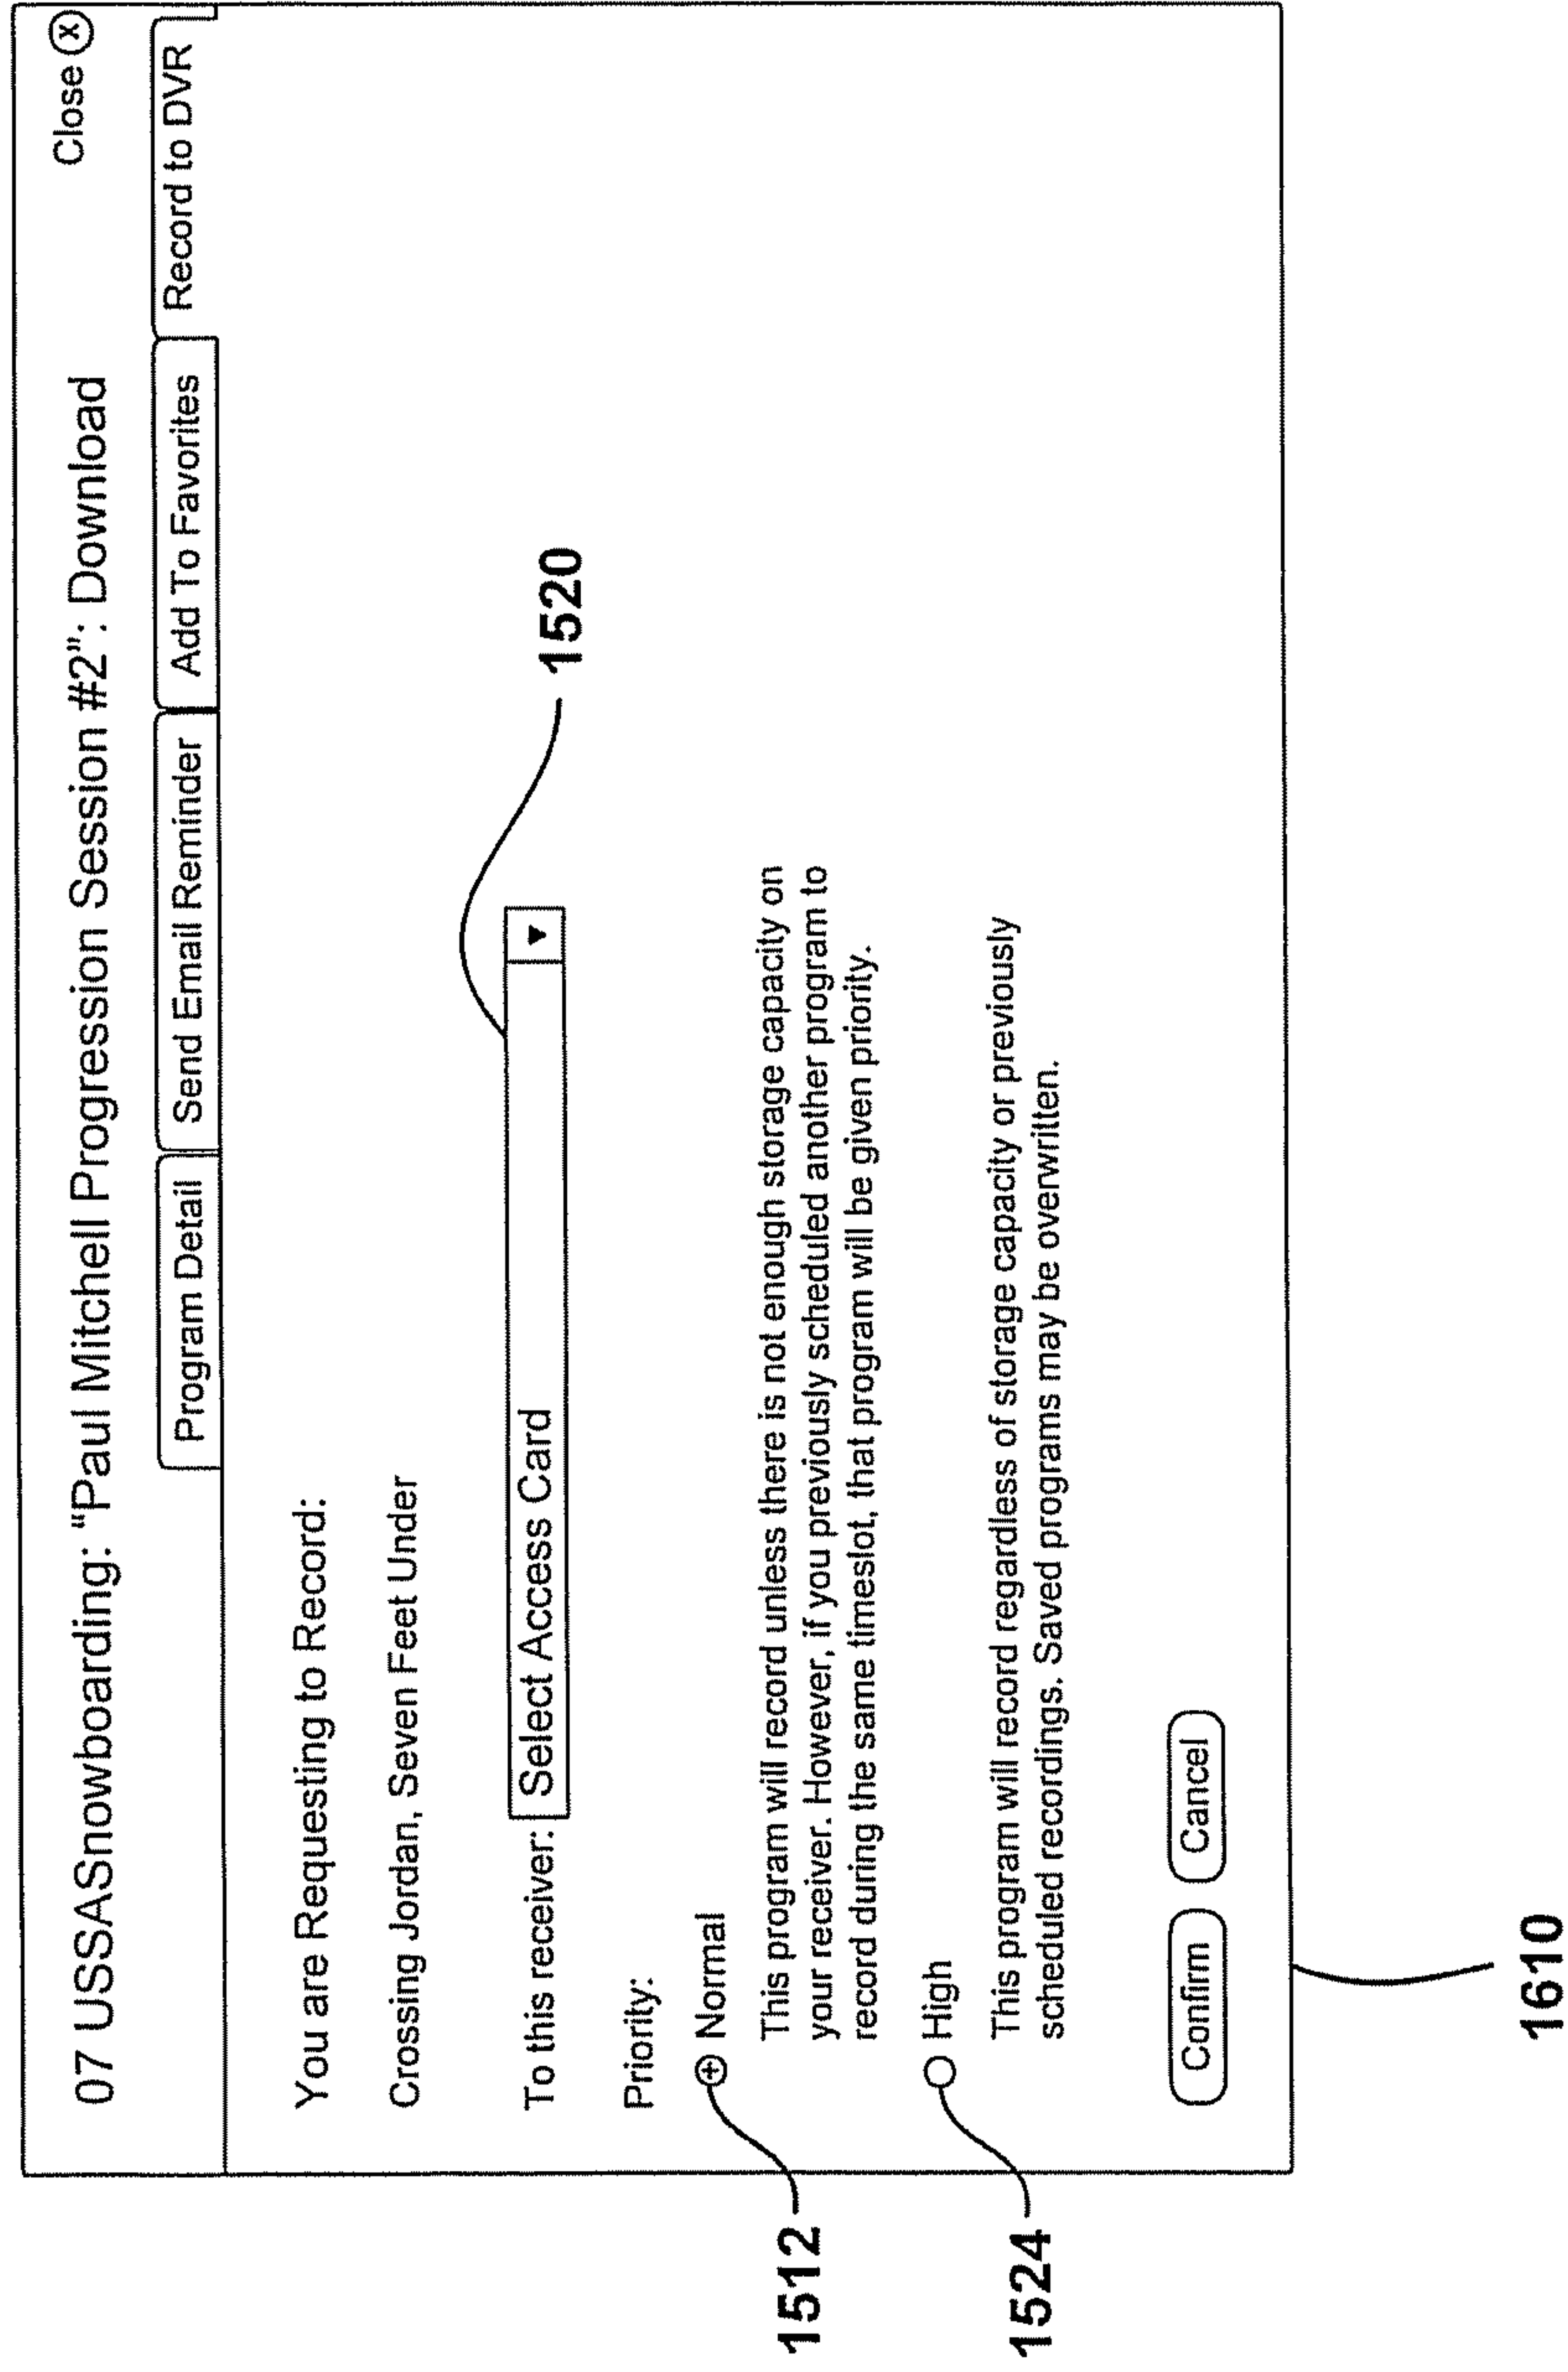 07 USSASnowboarding: "Paul Mitchell Progression Session #2": Download
Close X
Program Detail
Send Email Reminder
Add To Favorites
Record to DVR
You are Requesting to Record:
Crossing Jordan, Seven Feet Under
To this receiver: Select Access Card
1520
Priority:
Normal
1512
This program will record unless there is not enough storage capacity on
your receiver. However, if you previously scheduled another program to
record during the same timeslot, that program will be given priority.
High
1524
This program will record regardless of storage capacity or previously
scheduled recordings. Saved programs may be overwritten.
Confirm
Cancel
1610